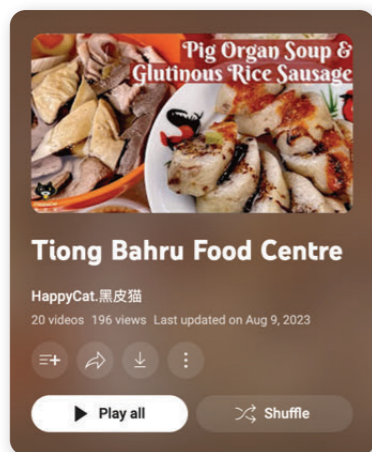 Pig Organ Soup &
Glutinous Rice Sausage
Tiong Bahru Food Centre
HappyCat.黑皮猫
20 videos 196 views Last updated on Aug 9, 2023
Play all
Shuffle